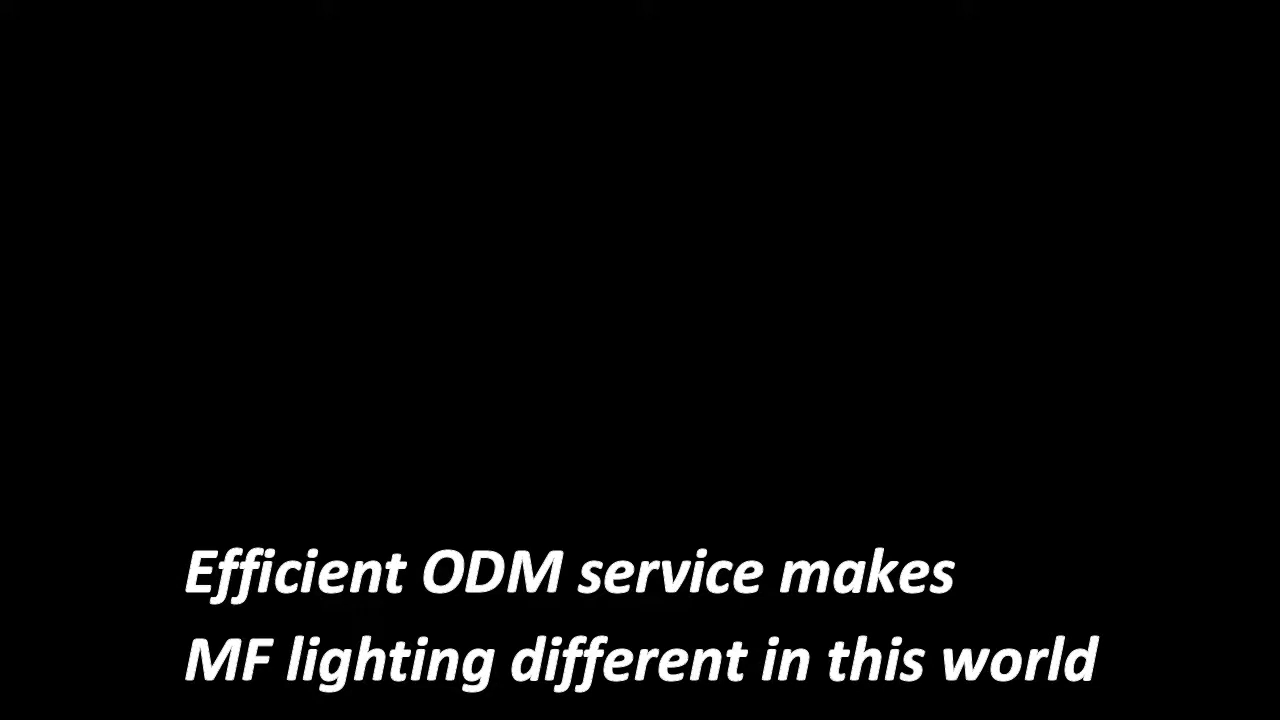 Efficient ODM service makes
MF lighting different in this world